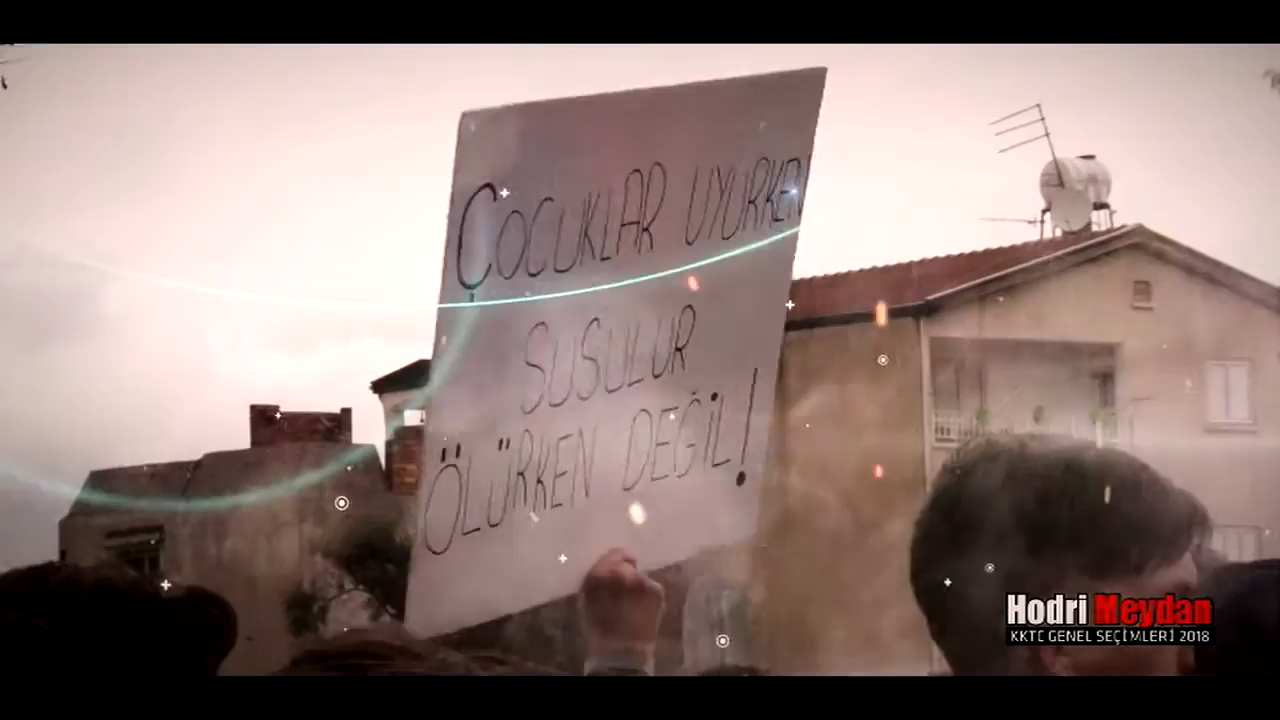 ÇOCUKLAR UYURKEN
SUSULUR
ÖLÜRKEN DEĞİL!
Hodri Meydan
KKTC GENEL SEÇİMLERİ 2018